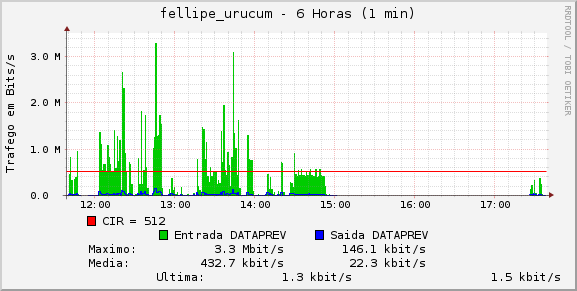 fellipe_urucum - 6 Horas (1 min)
RRDTOOL / TOBI OETIKER
Trafego em Bits/s
3.0 M
2.0 M
1.0 M
0.0
12:00 13:00 14:00 15:00 16:00 17:00
CIR = 512
Entrada DATAPREV Saida DATAPREV
Maximo: 3.3 Mbit/s 146.1 kbit/s
Media: 432.7 kbit/s 22.3 kbit/s
Ultima: 1.3 kbit/s 1.5 kbit/s